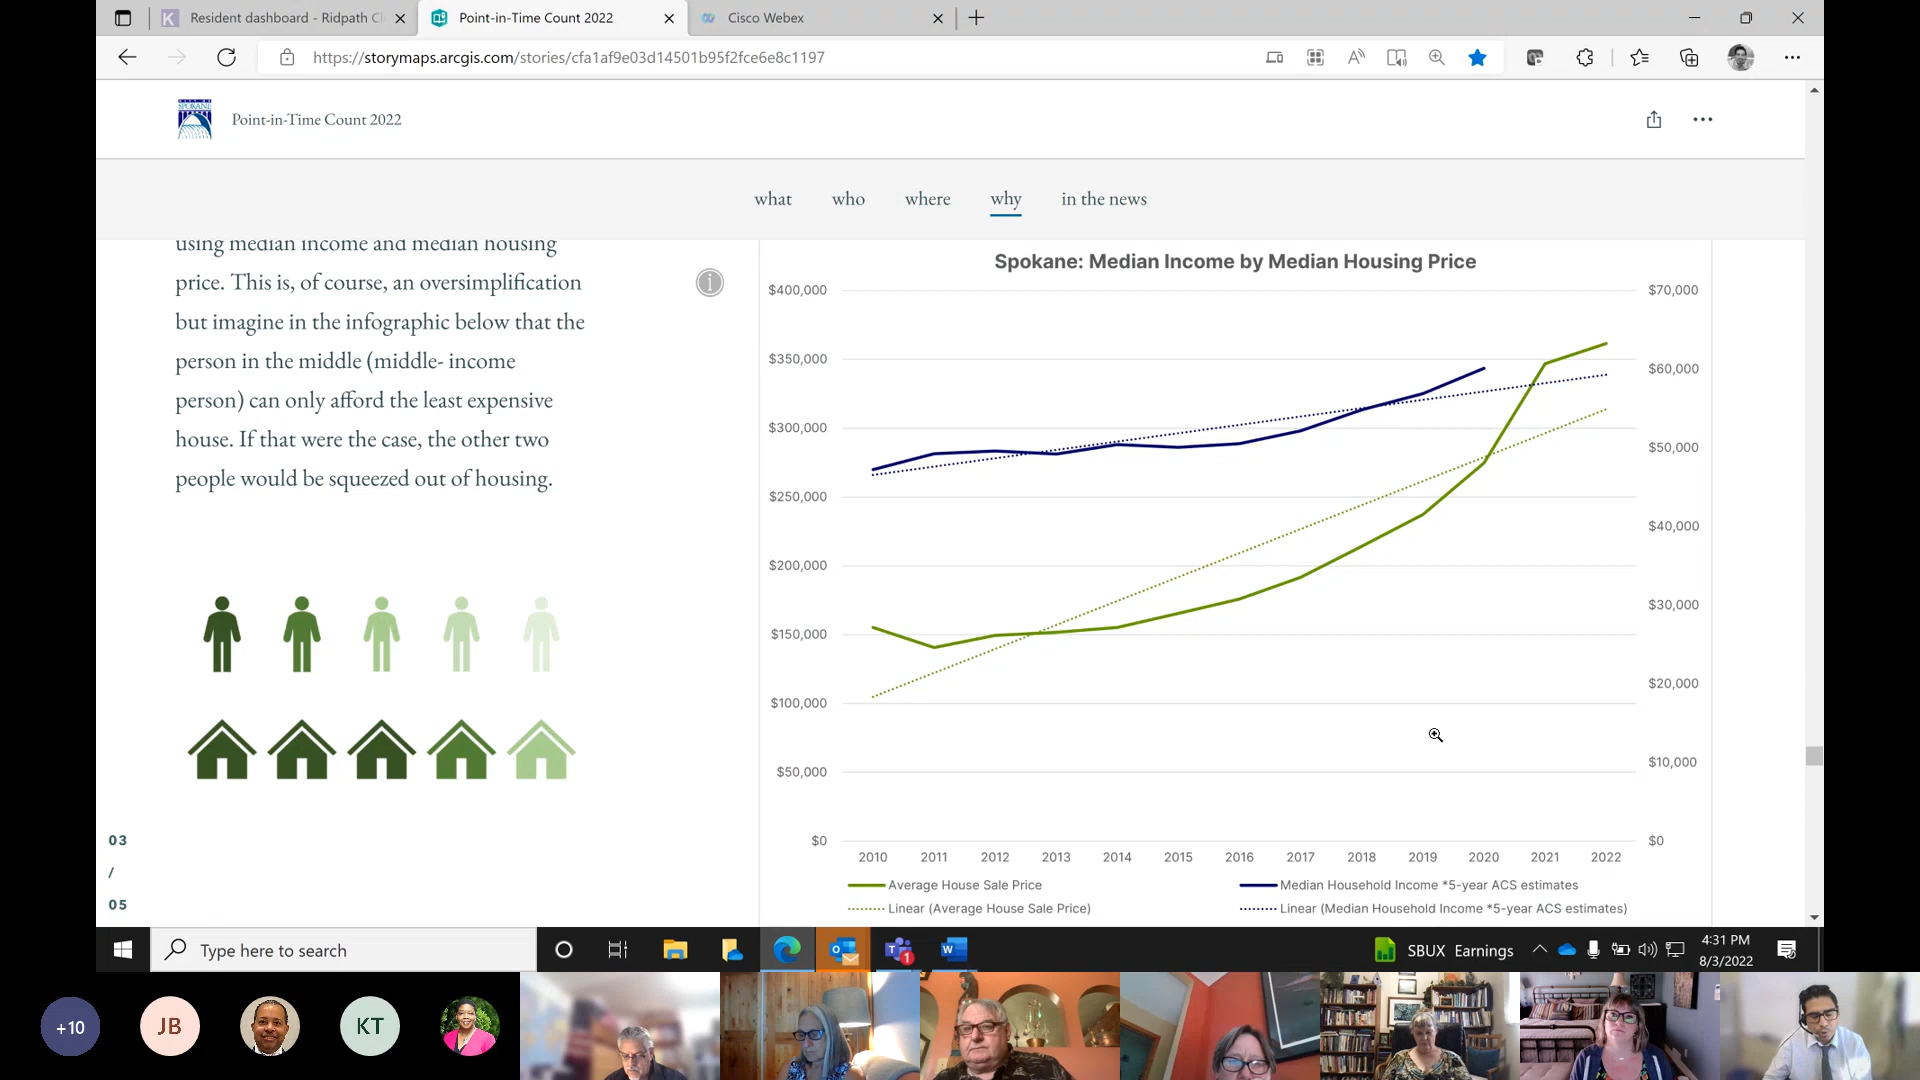 Resident dashboard - Ridpath Cl
Point-in-Time Count 2022
Cisco Webex
https://storymaps.arcgis.com/stories/cfa1af9e03d14501b95f2fce6e8c1197
SPOKANE
Point-in-Time Count 2022
what
who
where
why
in the news
using median income and median housing
price. This is, of course, an oversimplification
but imagine in the infographic below that the
person in the middle (middle- income
person) can only afford the least expensive
house. If that were the case, the other two
people would be squeezed out of housing.
03
/
05
Spokane: Median Income by Median Housing Price
$400,000
$350,000
$300,000
$250,000
$200,000
$150,000
$100,000
$50,000
$0
$70,000
$60,000
$50,000
$40,000
$30,000
$20,000
$10,000
$0
2010 2011 2012 2013 2014 2015 2016 2017 2018 2019 2020 2021 2022
Average House Sale Price
Median Household Income *5-year ACS estimates
Linear (Average House Sale Price)
Linear (Median Household Income *5-year ACS estimates)
Type here to search
1
SBUX Earnings
4:31 PM
8/3/2022
+10
JB
KT